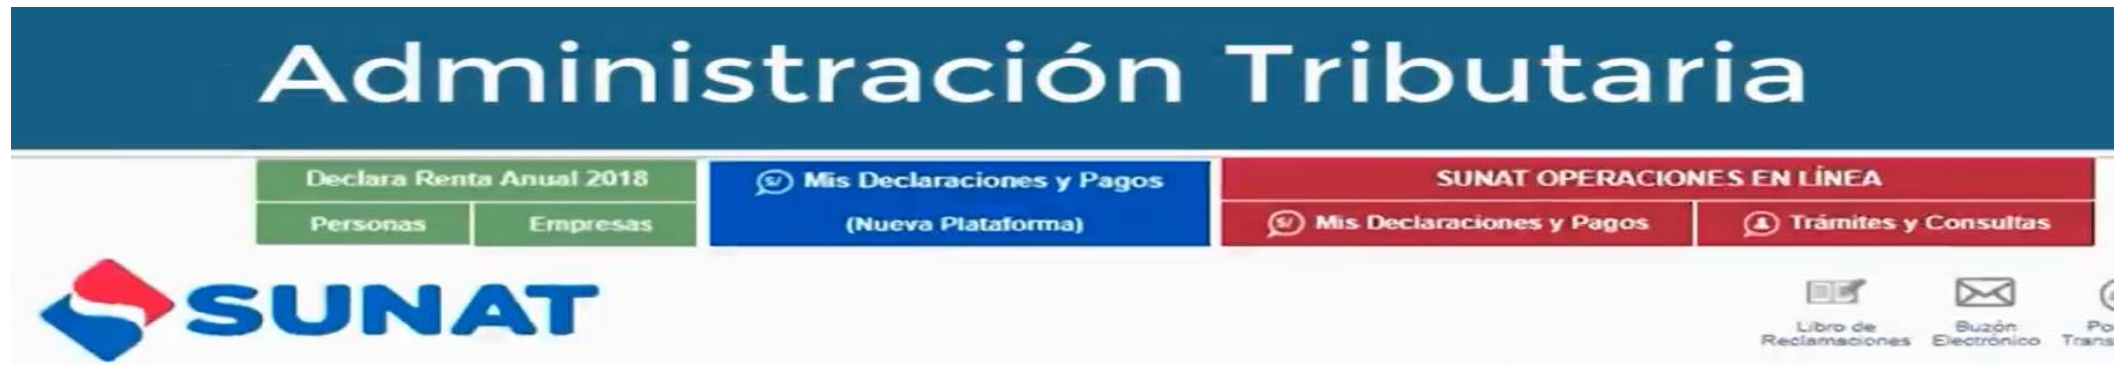 Administración Tributaria
Declara Renta Anual 2018
Personas Empresas
Mis Declaraciones y Pagos
(Nueva Plataforma)
SUNAT OPERACIONES EN LÍNEA
Mis Declaraciones y Pagos Trámites y Consultas
SUNAT
Libro de
Reclamaciones
Buzón
Electrónico